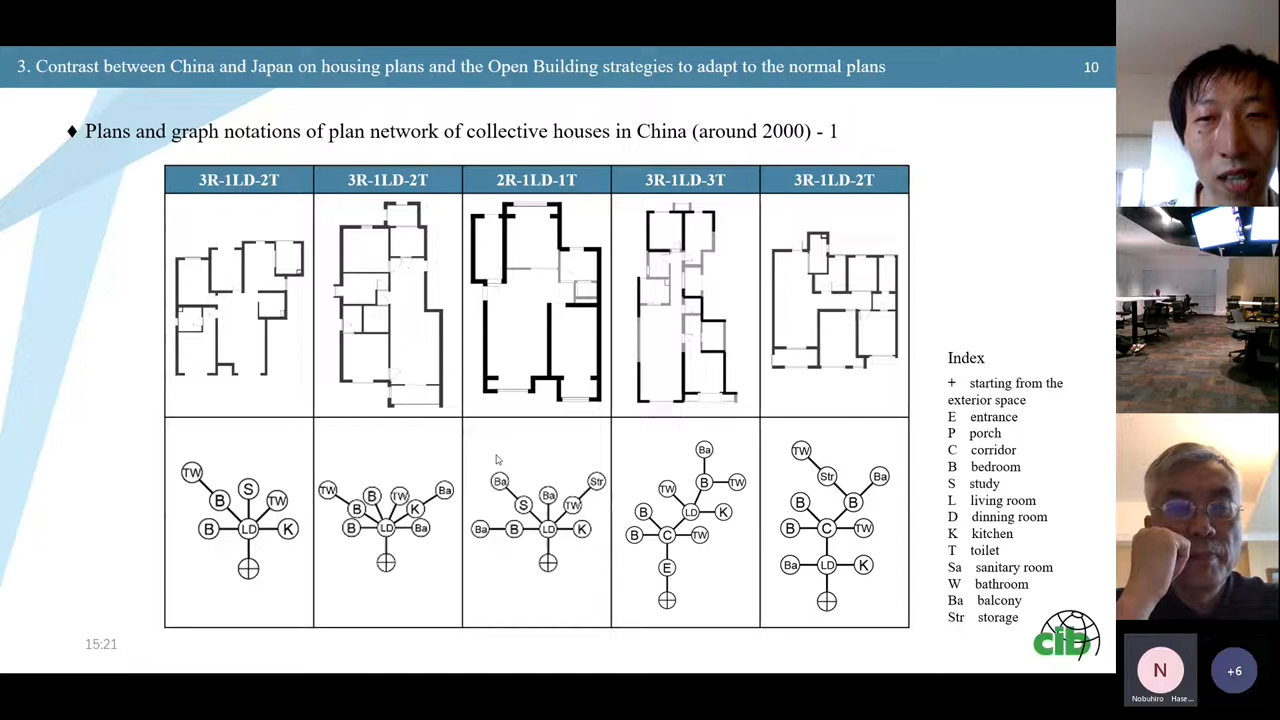 3. Contrast between China and Japan on housing plans and the Open Building strategies to adapt to the normal plans
10
♦ Plans and graph notations of plan network of collective houses in China (around 2000) - 1
3R-1LD-2T 3R-1LD-2T 2R-1LD-1T 3R-1LD-3T 3R-1LD-2T
TW
S
B
TW
B
LD
K
TW
B
TW
Ba
B
K
B
LD
Ba
Ba
Str
S
Ba
TW
Ba
B
LD
K
Ba
TW
B
TW
B
LD
K
B
C
TW
E
TW
Str
Ba
B
B
B
C
TW
Ba
LD
K
Index
+ starting from the
exterior space
E entrance
P porch
C corridor
B bedroom
S study
L living room
D dinning room
K kitchen
T toilet
Sa sanitary room
W bathroom
Ba balcony
Str storage
15:21
cib
N
Nobuhiro Hase...
+6